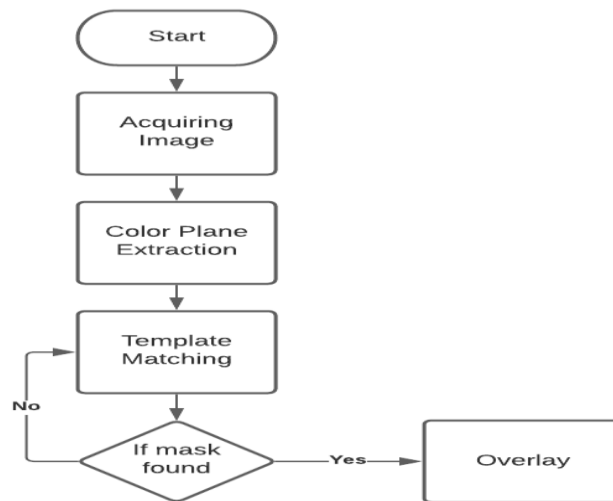 Start
Acquiring
Image
Color Plane
Extraction
Template
Matching
No
If mask
found
Yes
Overlay